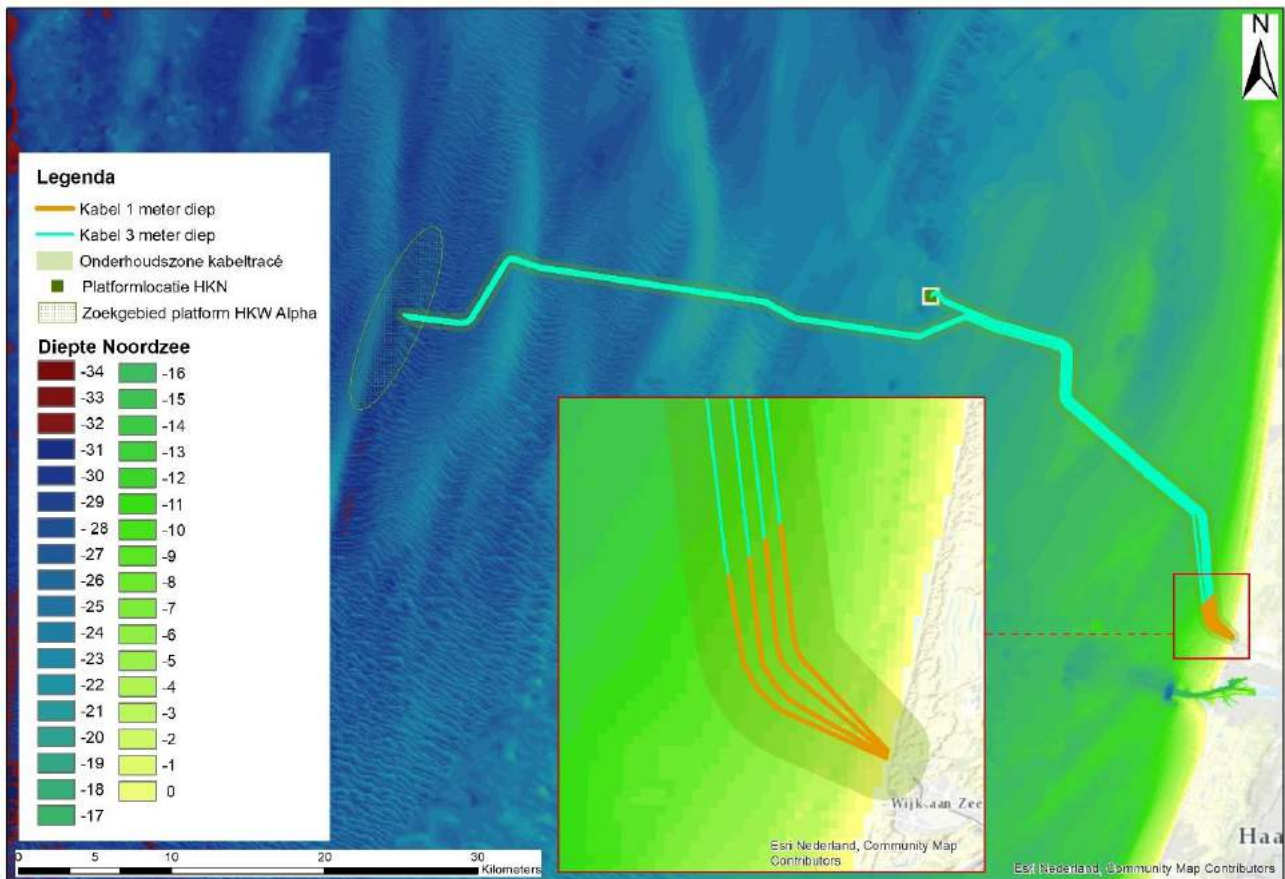 N
Legenda
Kabel 1 meter diep
Kabel 3 meter diep
Onderhoudszone kabeltracé
Platformlocatie HKN
Zoekgebied platform HKW Alpha
Diepte Noordzee
-34 -16
-33 -15
-32 -14
-31 -13
-30 -12
-29 -11
- 28 -10
-27 -9
-26 -8
-25 -7
-24 -6
-23 -5
-22 -4
-21 -3
-20 -2
-19 -1
-18 0
-17
0 5 10 20 30
Kilometers
Wijk aan Zee
Esri Nederland, Community Map
Contributors
Haa
Esri Nederland, Community Map Contributors